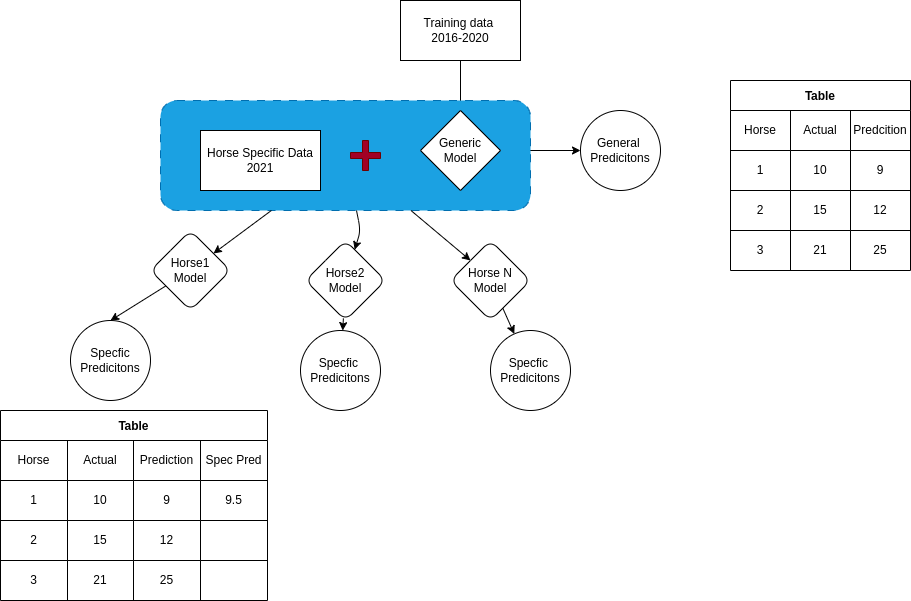 Training data
2016-2020
Horse Specific Data
2021
Generic
Model
General
Predicitons
Table
Horse Actual Predcition
1 10 9
2 15 12
3 21 25
Horse1
Model
Horse2
Model
Horse N
Model
Specfic
Predicitons
Specfic
Predicitons
Specfic
Predicitons
Table
Horse Actual Prediction Spec Pred
1 10 9 9.5
2 15 12
3 21 25